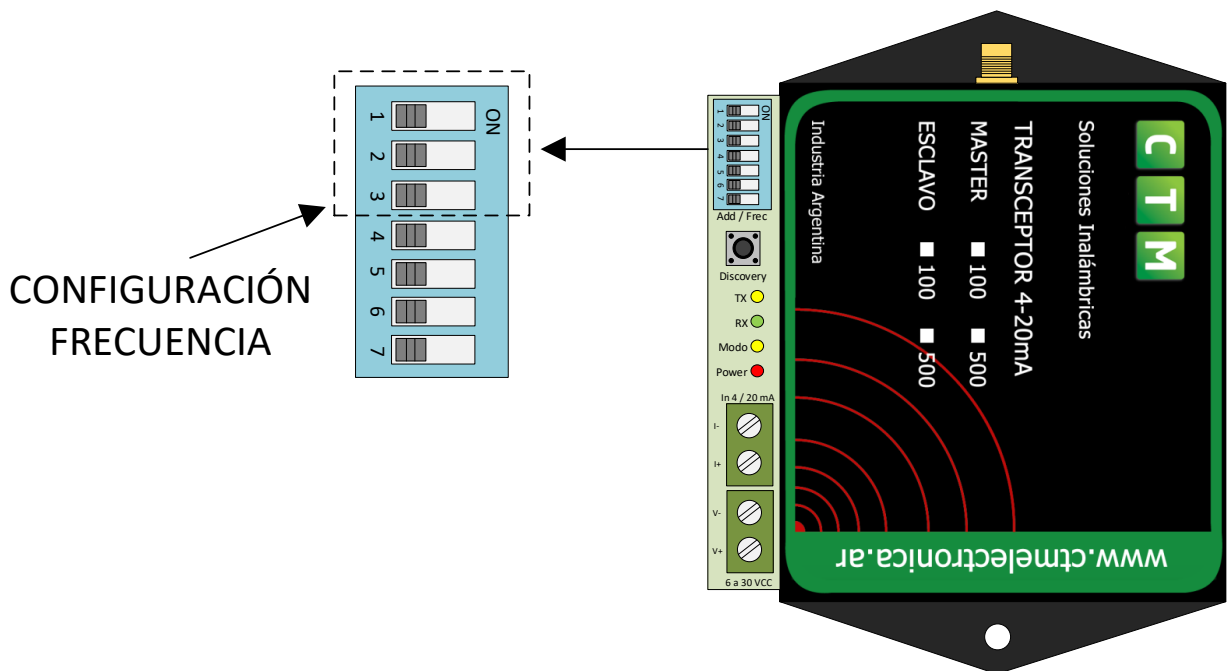 CONFIGURACIÓN
FRECUENCIA
1
2
3
4
5
6
7
ON
1
2
3
4
5
6
7
ON
Add / Frec
Discovery
TX
RX
Modo
Power
In 4 / 20 mA
I-
I+
V-
V+
6 a 30 VCC
CTM
Soluciones Inalámbricas
TRANSCEPTOR 4-20mA
MASTER 100 500
ESCLAVO 100 500
Industria Argentina
www.ctmelectronica.ar